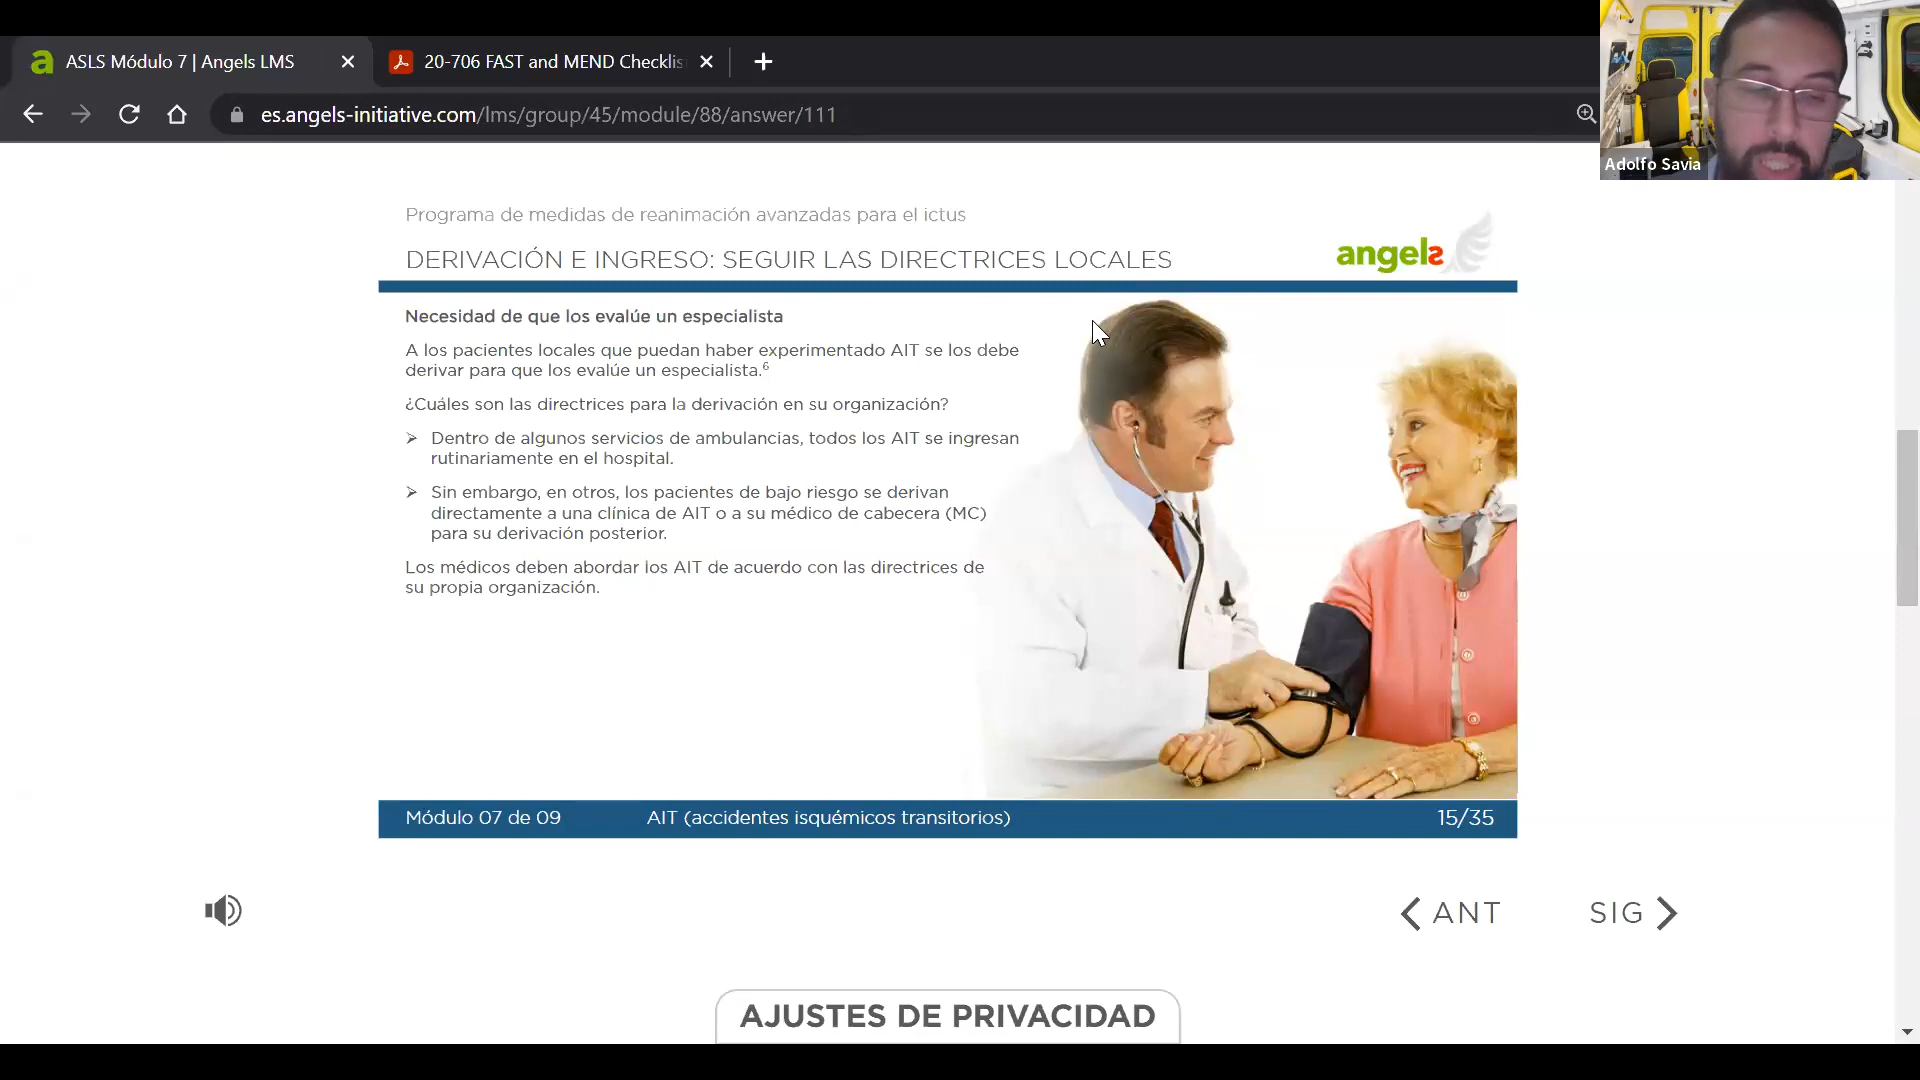 ASLS Módulo 7 | Angels LMS
20-706 FAST and MEND Checklis
es.angels-initiative.com/lms/group/45/module/88/answer/111
Adolfo Savia
Programa de medidas de reanimación avanzadas para el ictus
DERIVACIÓN E INGRESO: SEGUIR LAS DIRECTRICES LOCALES
angels
Necesidad de que los evalúe un especialista
A los pacientes locales que puedan haber experimentado AIT se los debe
derivar para que los evalúe un especialista.⁶
¿Cuáles son las directrices para la derivación en su organización?
➢ Dentro de algunos servicios de ambulancias, todos los AIT se ingresan
rutinariamente en el hospital.
➢ Sin embargo, en otros, los pacientes de bajo riesgo se derivan
directamente a una clínica de AIT o a su médico de cabecera (MC)
para su derivación posterior.
Los médicos deben abordar los AIT de acuerdo con las directrices de
su propia organización.
Módulo 07 de 09 AIT (accidentes isquémicos transitorios) 15/35
ANT SIG
AJUSTES DE PRIVACIDAD